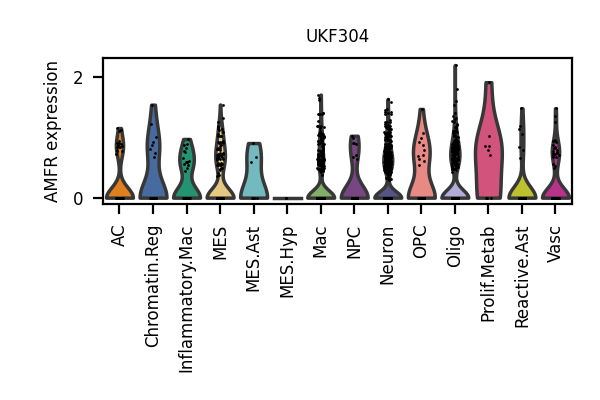 UKF304
AMFR expression
2
0
AC
Chromatin.Reg
Inflammatory.Mac
MES
MES.Ast
MES.Hyp
Mac
NPC
Neuron
OPC
Oligo
Prolif.Metab
Reactive.Ast
Vasc